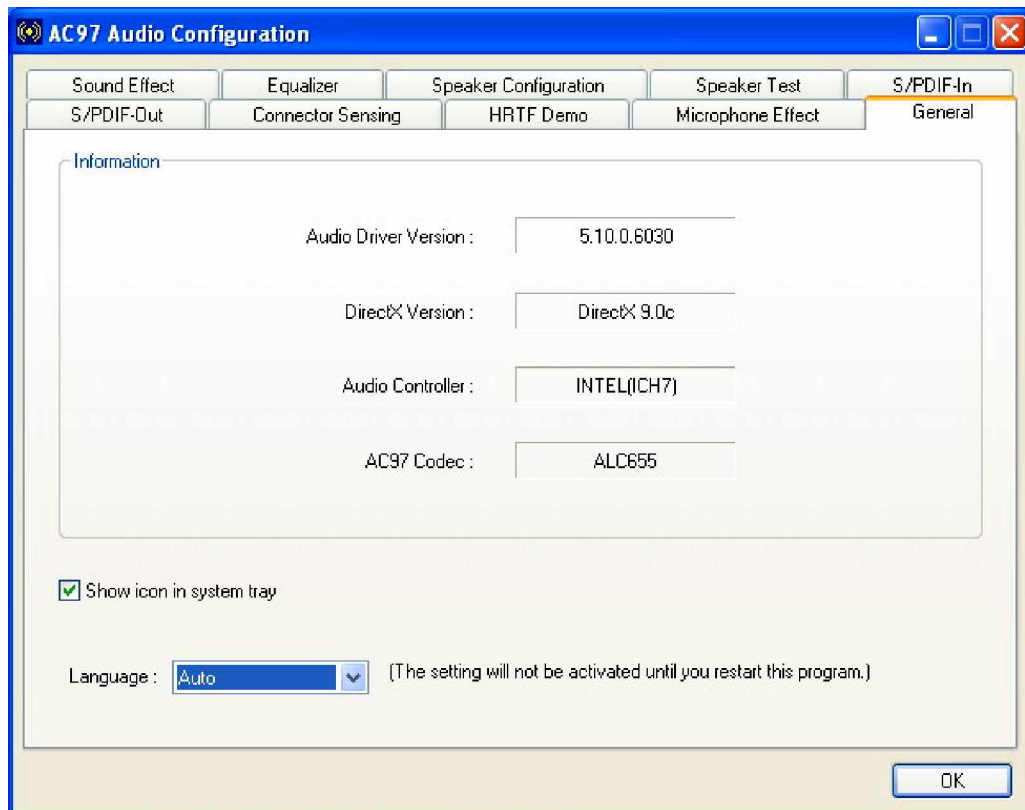 AC97 Audio Configuration
Sound Effect
Equalizer
Speaker Configuration
Speaker Test
S/PDIF-In
S/PDIF-Out
Connector Sensing
HRTF Demo
Microphone Effect
General
Information
Audio Driver Version : 5.10.0.6030
DirectX Version : DirectX 9.0c
Audio Controller : INTEL(ICH7)
AC97 Codec : ALC655
Show icon in system tray
Language : Auto (The setting will not be activated until you restart this program.)
OK